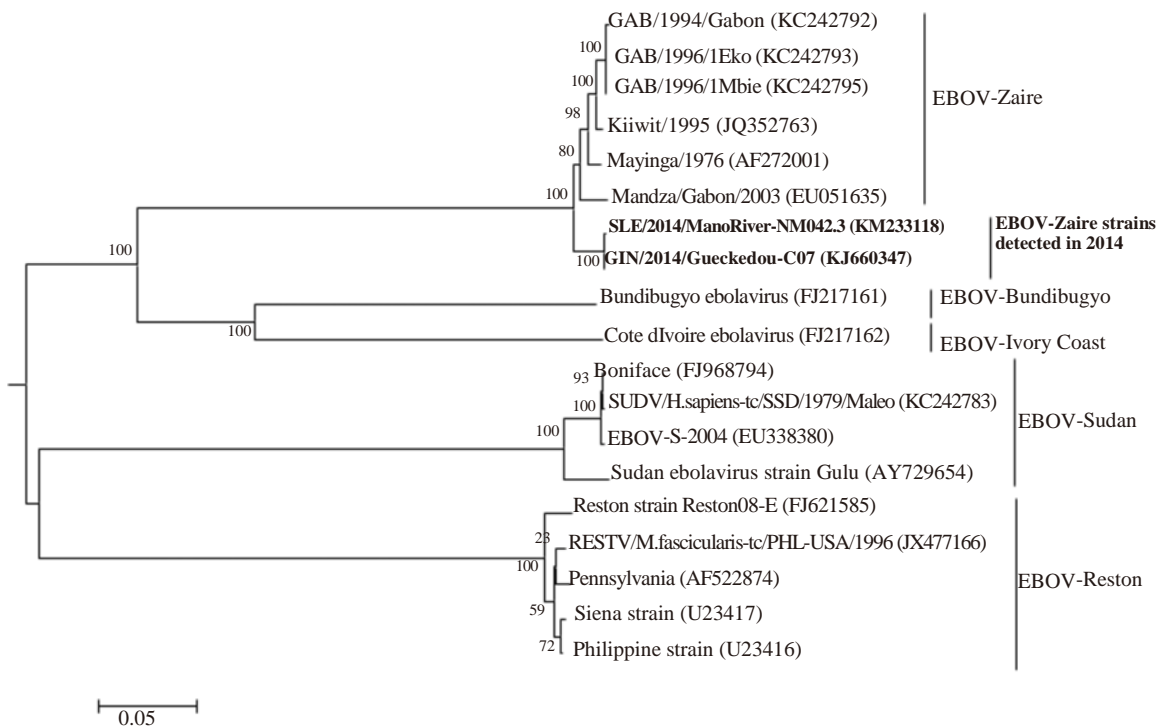 GAB/1994/Gabon (KC242792)
100
GAB/1996/1Eko (KC242793)
100
GAB/1996/1Mbie (KC242795)
EBOV-Zaire
98
Kiiwit/1995 (JQ352763)
80
Mayinga/1976 (AF272001)
100
Mandza/Gabon/2003 (EU051635)
SLE/2014/ManoRiver-NM042.3 (KM233118)
EBOV-Zaire strains
detected in 2014
100
100
GIN/2014/Gueckedou-C07 (KJ660347)
Bundibugyo ebolavirus (FJ217161)
EBOV-Bundibugyo
100
Cote dIvoire ebolavirus (FJ217162)
EBOV-Ivory Coast
93
Boniface (FJ968794)
100
SUDV/H.sapiens-tc/SSD/1979/Maleo (KC242783)
EBOV-Sudan
100
EBOV-S-2004 (EU338380)
Sudan ebolavirus strain Gulu (AY729654)
Reston strain Reston08-E (FJ621585)
23
RESTV/M.fascicularis-tc/PHL-USA/1996 (JX477166)
100
Pennsylvania (AF522874)
EBOV-Reston
59
Siena strain (U23417)
72
Philippine strain (U23416)
0.05